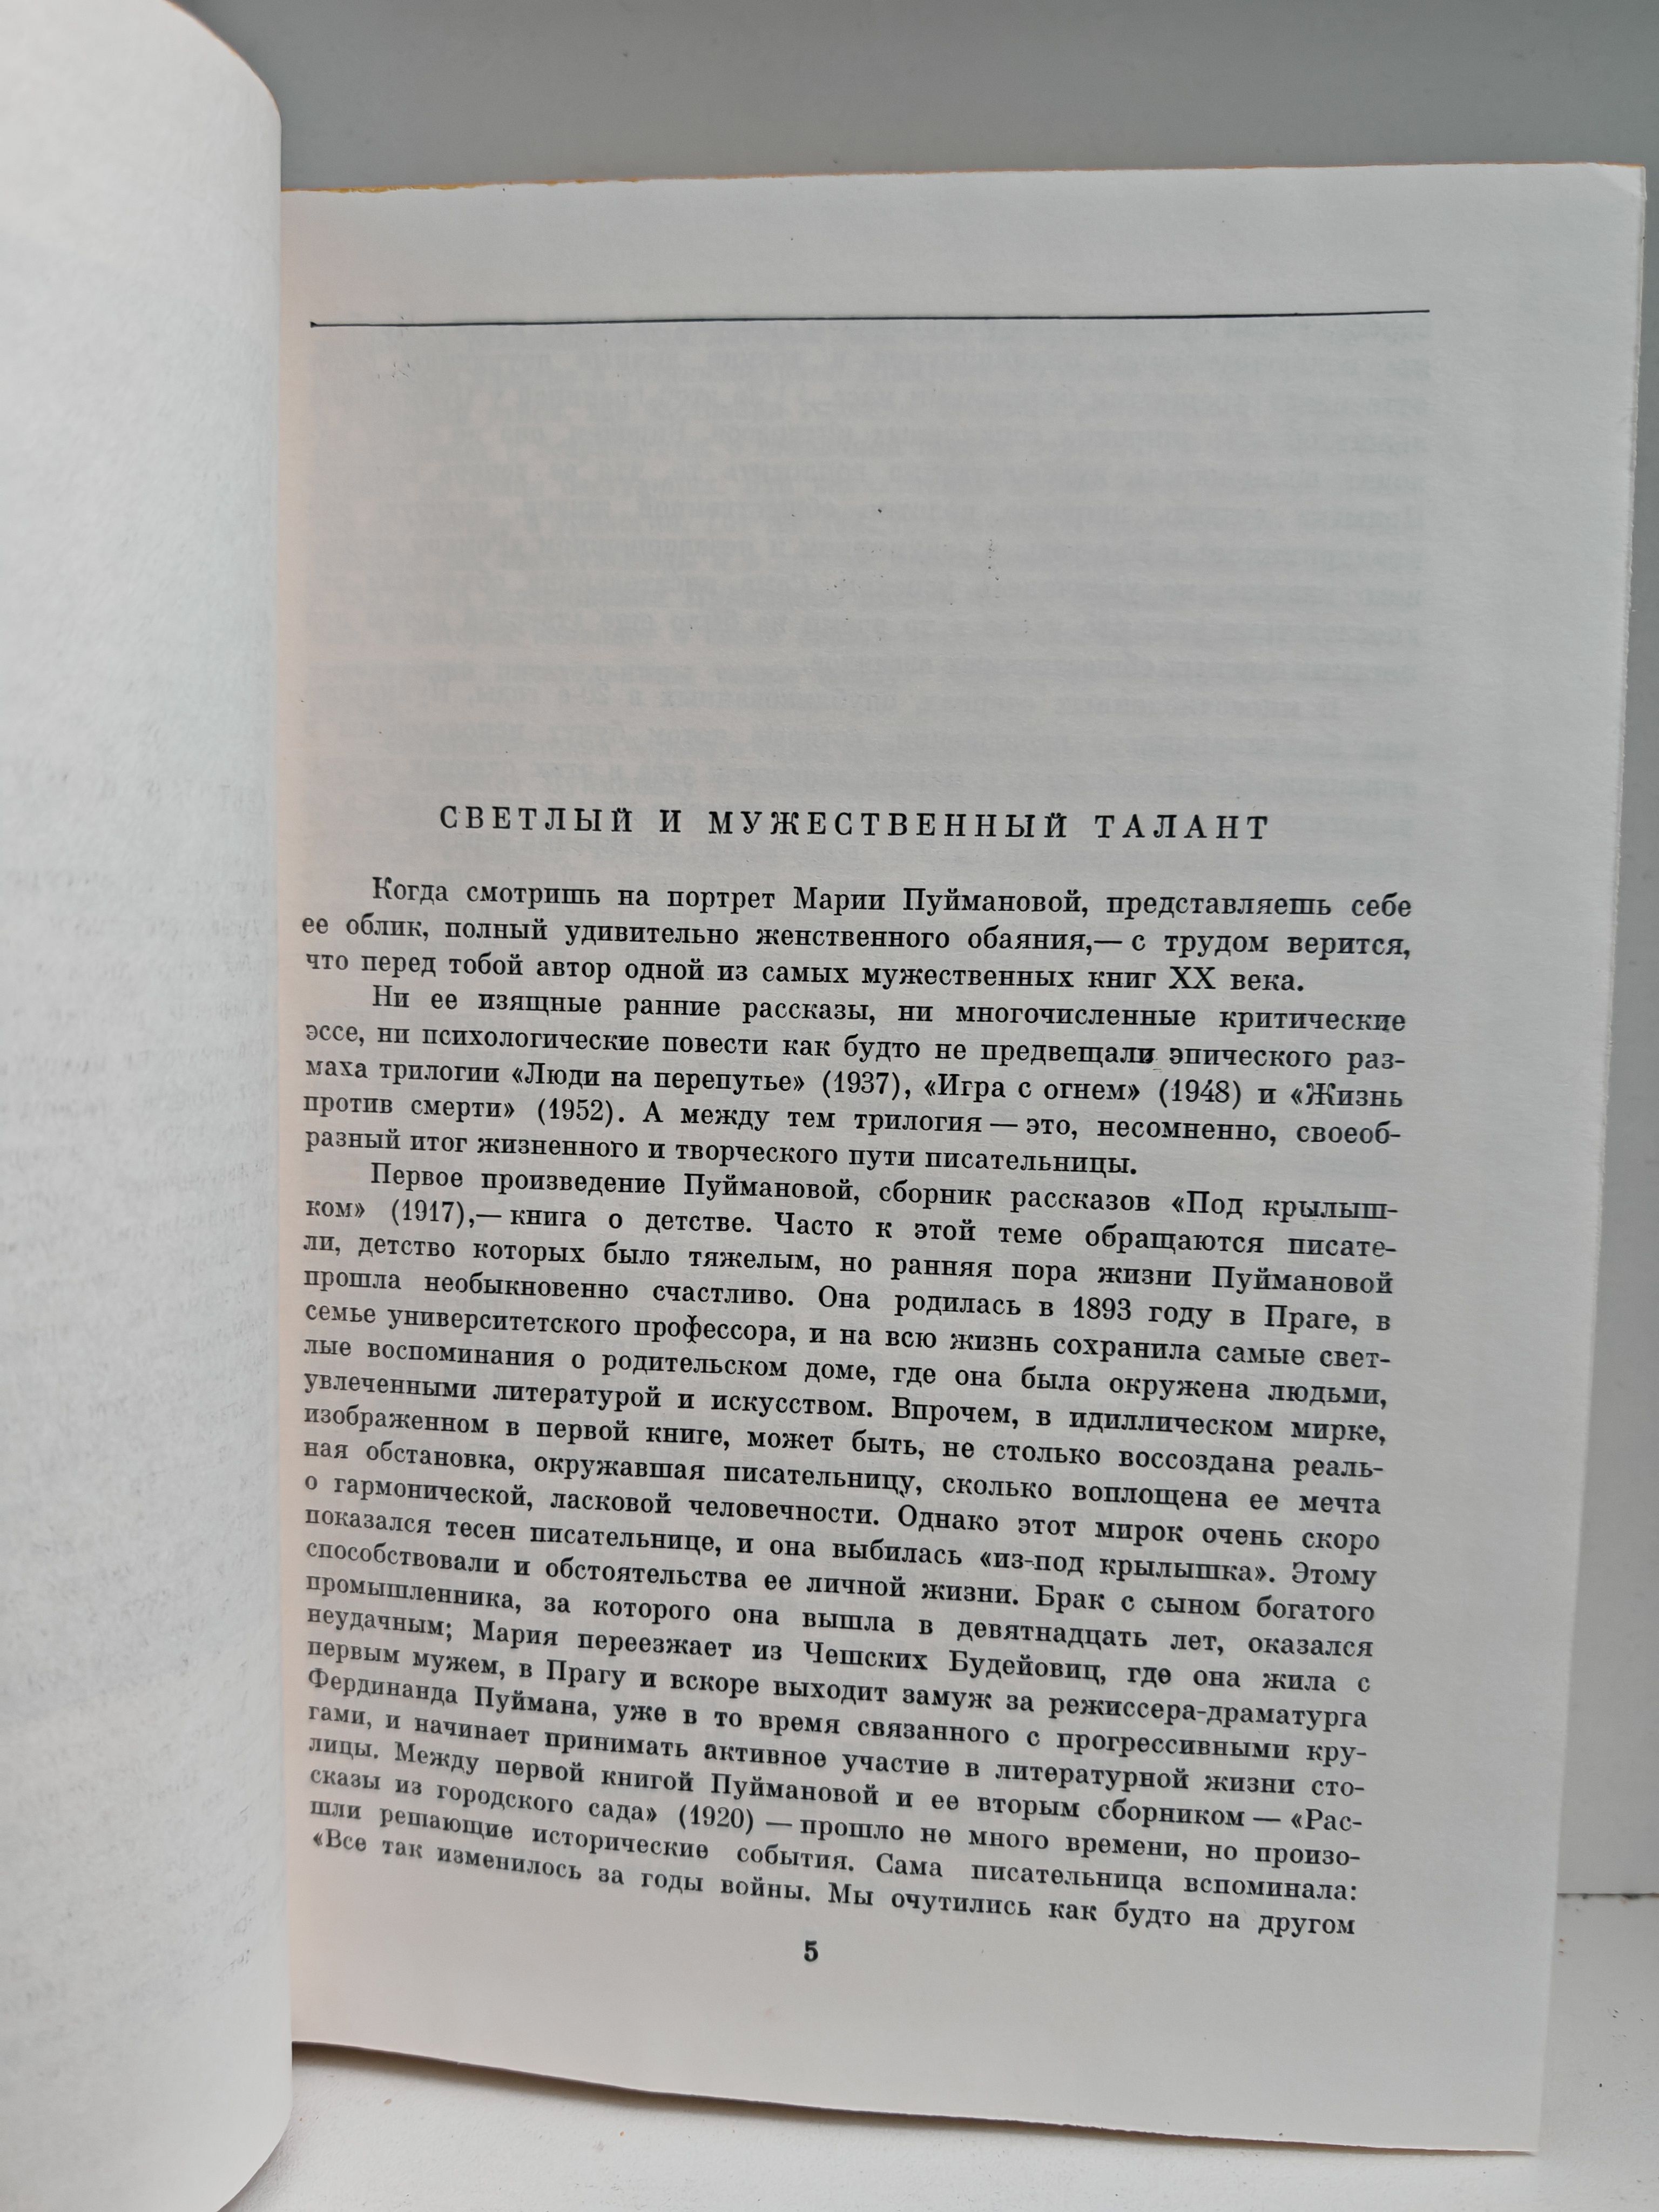 СВЕТЛЫЙ И МУЖЕСТВЕННЫЙ ТАЛАНТ
Когда смотришь на портрет Марии Пуймановой, представляешь себе
ее облик, полный удивительно женственного обаяния,— с трудом верится,
что перед тобой автор одной из самых мужественных книг XX века.
Ни ее изящные ранние рассказы, ни многочисленные критические
эссе, ни психологические повести как будто не предвещали эпического раз-
маха трилогии «Люди на перепутье» (1937), «Игра с огнем» (1948) и «Жизнь
против смерти» (1952). А между тем трилогия — это, несомненно, своеоб-
разный итог жизненного и творческого пути писательницы.
Первое произведение Пуймановой, сборник рассказов «Под крылыш-
ком» (1917),— книга о детстве. Часто к этой теме обращаются писате-
ли, детство которых было тяжелым, но ранняя пора жизни Пуймановой
прошла необыкновенно счастливо. Она родилась в 1893 году в Праге, в
семье университетского профессора, и на всю жизнь сохранила самые свет-
лые воспоминания о родительском доме, где она была окружена людьми,
увлеченными литературой и искусством. Впрочем, в идиллическом мирке,
изображенном в первой книге, может быть, не столько воссоздана реаль-
ная обстановка, окружавшая писательницу, сколько воплощена ее мечта
о гармонической, ласковой человечности. Однако этот мирок очень скоро
показался тесен писательнице, и она выбилась «из-под крылышка». Этому
способствовали и обстоятельства ее личной жизни. Брак с сыном богатого
промышленника, за которого она вышла в девятнадцать лет, оказался
неудачным; Мария переезжает из Чешских Будейовиц, где она жила с
первым мужем, в Прагу и вскоре выходит замуж за режиссера-драматурга
Фердинанда Пуймана, уже в то время связанного с прогрессивными кру-
гами, и начинает принимать активное участие в литературной жизни сто-
лицы. Между первой книгой Пуймановой и ее вторым сборником — «Рас-
сказы из городского сада» (1920) — прошло не много времени, но произо-
шли решающие исторические события. Сама писательница вспоминала:
«Все так изменилось за годы войны. Мы очутились как будто на другом
5